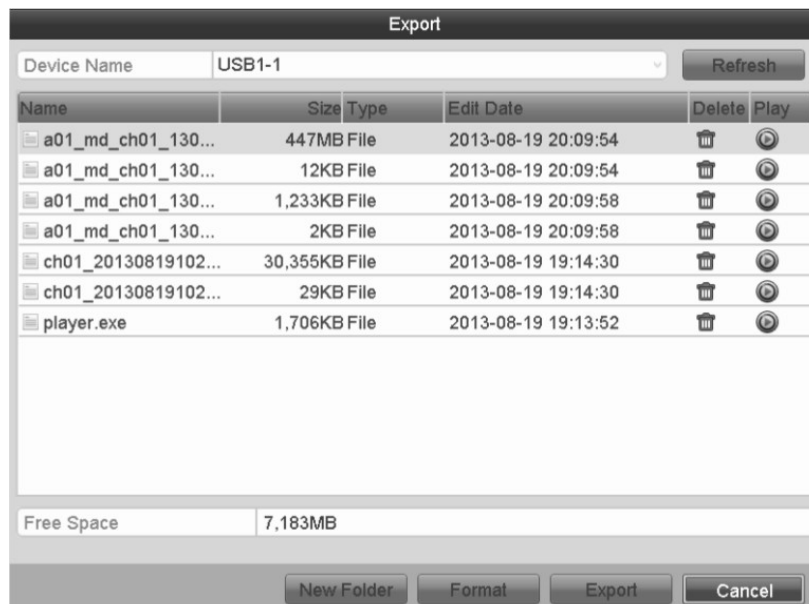 Export
Device Name USB1-1 Refresh
Name Size Type Edit Date Delete Play
a01_md_ch01_130... 447MB File 2013-08-19 20:09:54
a01_md_ch01_130... 12KB File 2013-08-19 20:09:54
a01_md_ch01_130... 1,233KB File 2013-08-19 20:09:58
a01_md_ch01_130... 2KB File 2013-08-19 20:09:58
ch01_20130819102... 30,355KB File 2013-08-19 19:14:30
ch01_20130819102... 29KB File 2013-08-19 19:14:30
player.exe 1,706KB File 2013-08-19 19:13:52
Free Space 7,183MB
New Folder Format Export Cancel